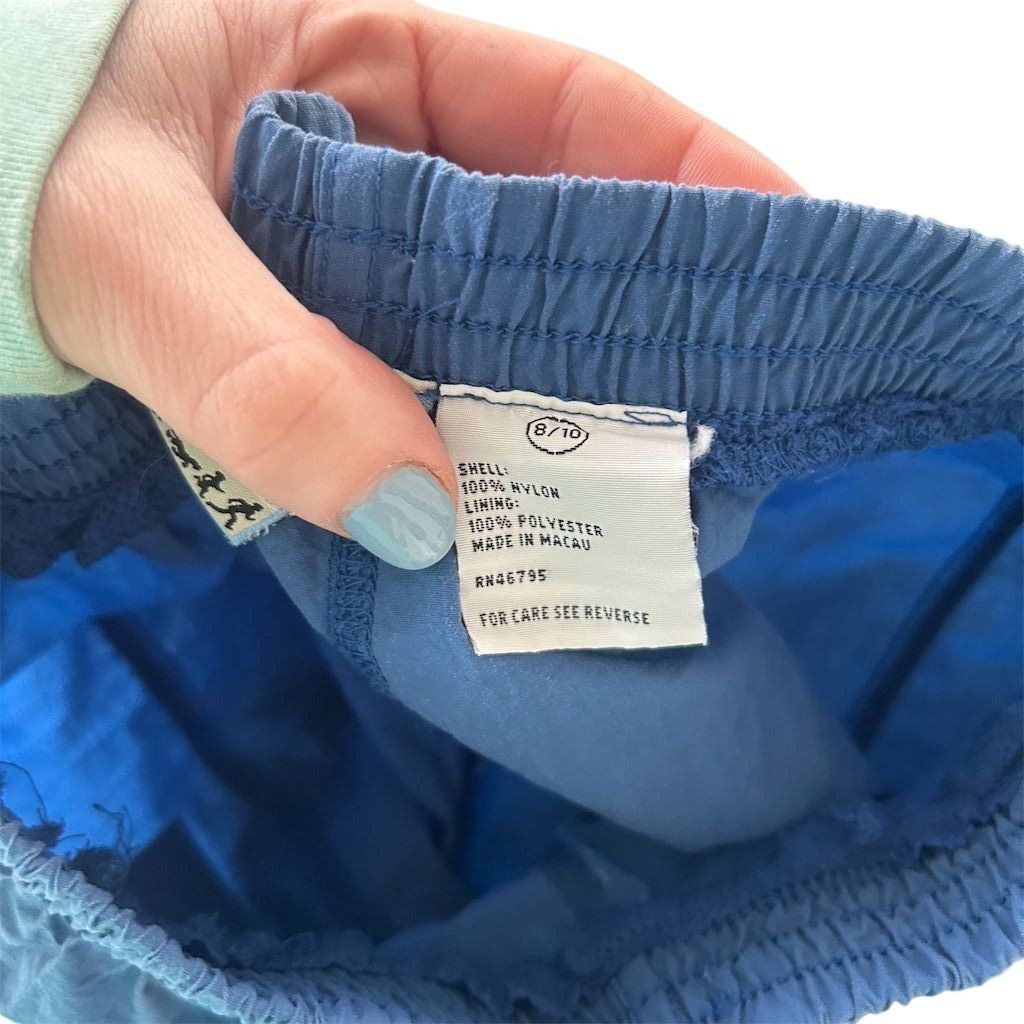 8/10
SHELL:
100% NYLON
LINING:
100% POLYESTER
MADE IN MACAU
RN46795
FOR CARE SEE REVERSE